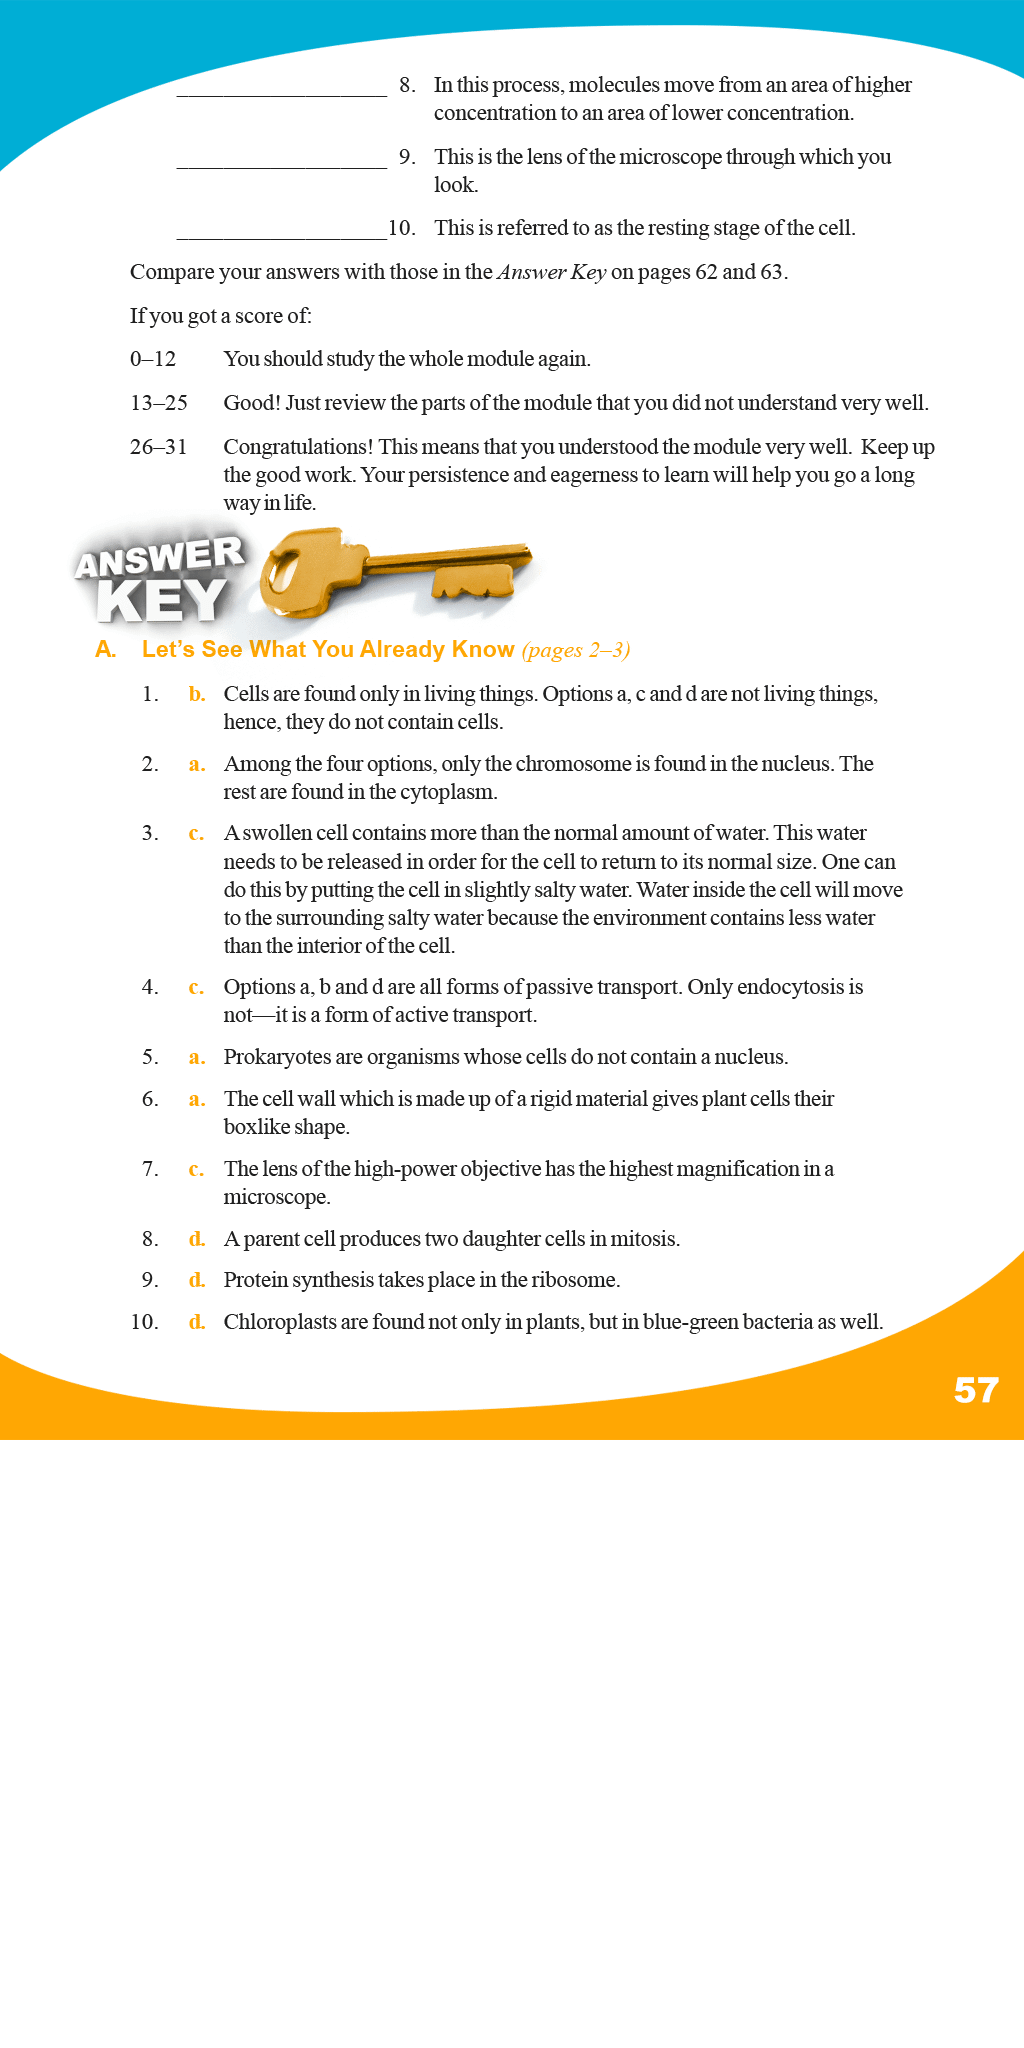 __________________ 8. In this process, molecules move from an area of higher
concentration to an area of lower concentration.
__________________ 9. This is the lens of the microscope through which you
look.
__________________10. This is referred to as the resting stage of the cell.
Compare your answers with those in the Answer Key on pages 62 and 63.
If you got a score of:
0–12 You should study the whole module again.
13–25 Good! Just review the parts of the module that you did not understand very well.
26–31 Congratulations! This means that you understood the module very well. Keep up
the good work. Your persistence and eagerness to learn will help you go a long
way in life.
ANSWER
KEY
A. Let’s See What You Already Know (pages 2–3)
1. b. Cells are found only in living things. Options a, c and d are not living things,
hence, they do not contain cells.
2. a. Among the four options, only the chromosome is found in the nucleus. The
rest are found in the cytoplasm.
3. c. A swollen cell contains more than the normal amount of water. This water
needs to be released in order for the cell to return to its normal size. One can
do this by putting the cell in slightly salty water. Water inside the cell will move
to the surrounding salty water because the environment contains less water
than the interior of the cell.
4. c. Options a, b and d are all forms of passive transport. Only endocytosis is
not—it is a form of active transport.
5. a. Prokaryotes are organisms whose cells do not contain a nucleus.
6. a. The cell wall which is made up of a rigid material gives plant cells their
boxlike shape.
7. c. The lens of the high-power objective has the highest magnification in a
microscope.
8. d. A parent cell produces two daughter cells in mitosis.
9. d. Protein synthesis takes place in the ribosome.
10. d. Chloroplasts are found not only in plants, but in blue-green bacteria as well.
57